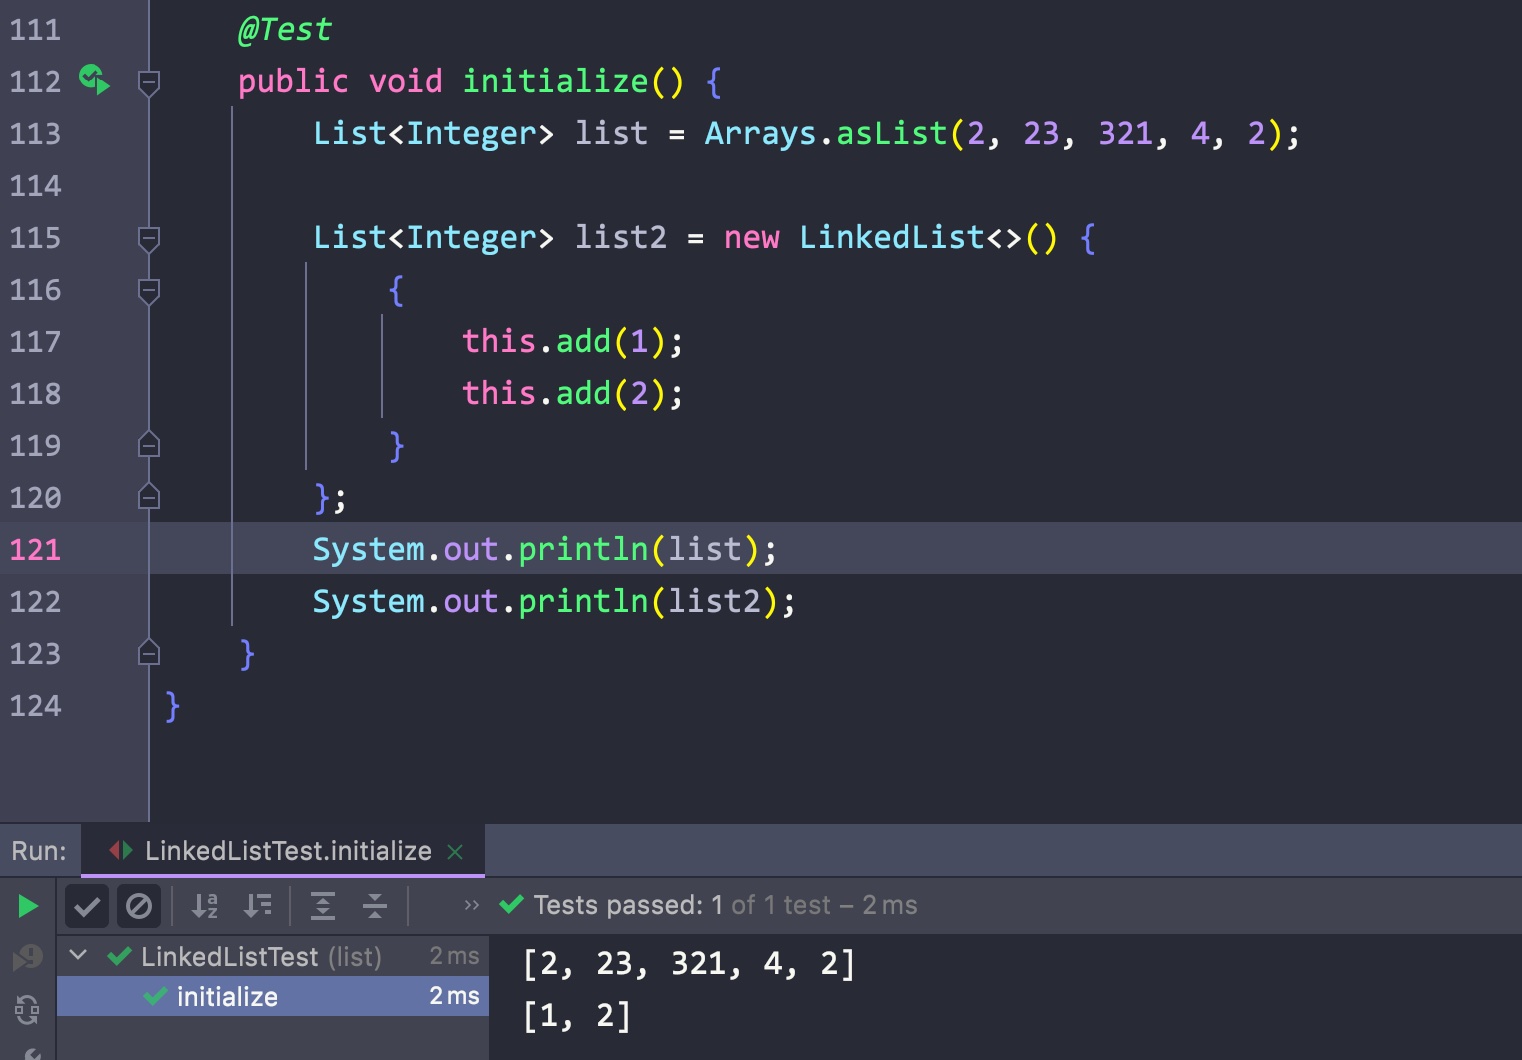 111 @Test
112 public void initialize() {
113 List<Integer> list = Arrays.asList(2, 23, 321, 4, 2);
114
115 List<Integer> list2 = new LinkedList<>() {
116 {
117 this.add(1);
118 this.add(2);
119 }
120 };
121 System.out.println(list);
122 System.out.println(list2);
123 }
124 }
Run: LinkedListTest.initialize
» Tests passed: 1 of 1 test – 2 ms
LinkedListTest (list) 2 ms
initialize 2 ms
[2, 23, 321, 4, 2]
[1, 2]